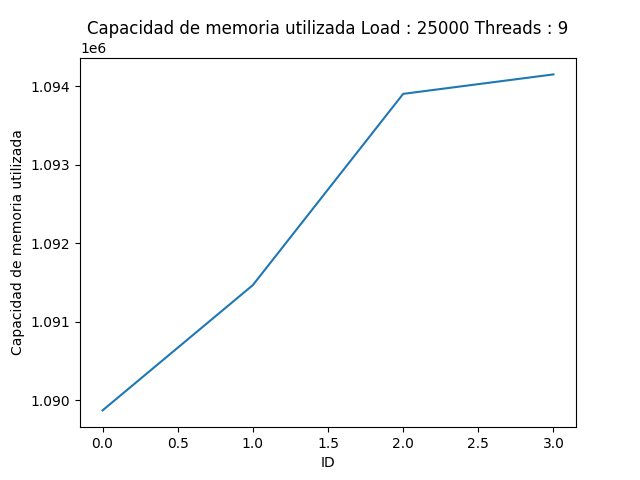 Capacidad de memoria utilizada Load : 25000 Threads : 9
1e6
1.094
1.093
1.092
1.091
1.090
Capacidad de memoria utilizada
0.0 0.5 1.0 1.5 2.0 2.5 3.0
ID